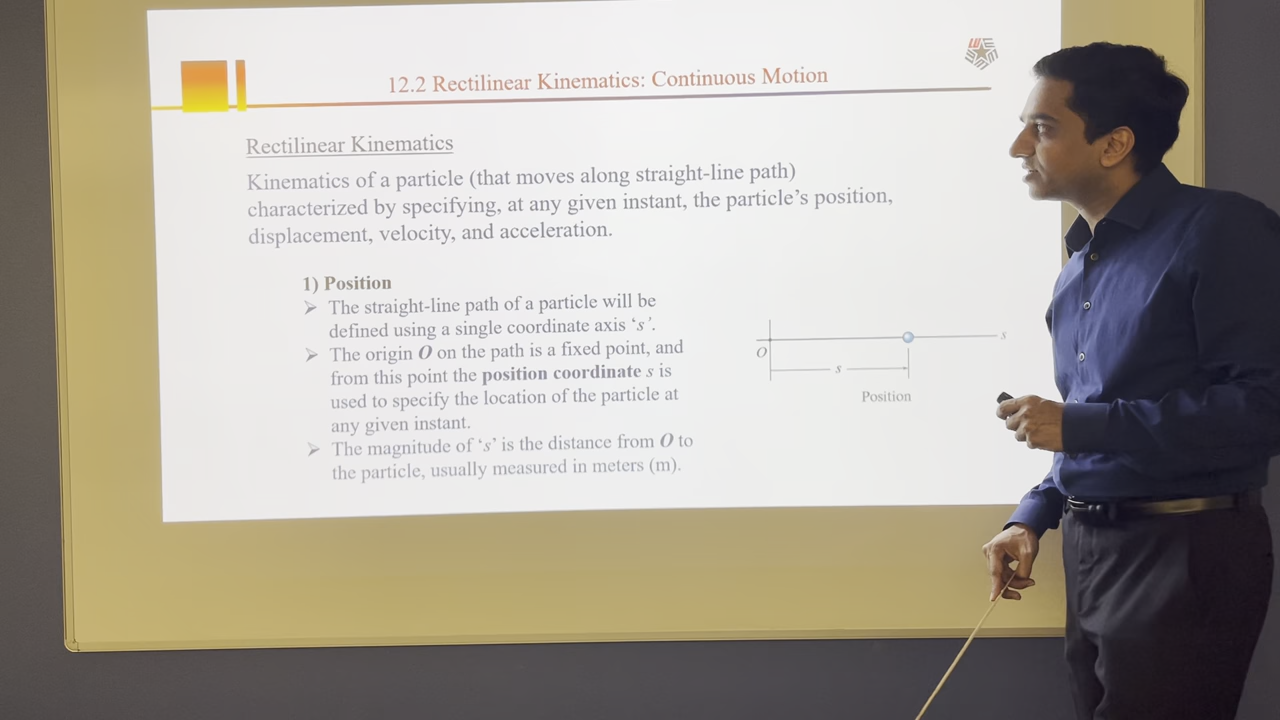 12.2 Rectilinear Kinematics: Continuous Motion
Rectilinear Kinematics
Kinematics of a particle (that moves along straight-line path)
characterized by specifying, at any given instant, the particle’s position,
displacement, velocity, and acceleration.
1) Position
➢ The straight-line path of a particle will be
defined using a single coordinate axis ‘s’.
➢ The origin O on the path is a fixed point, and
from this point the position coordinate s is
used to specify the location of the particle at
any given instant.
➢ The magnitude of ‘s’ is the distance from O to
the particle, usually measured in meters (m).
s
O
s
Position